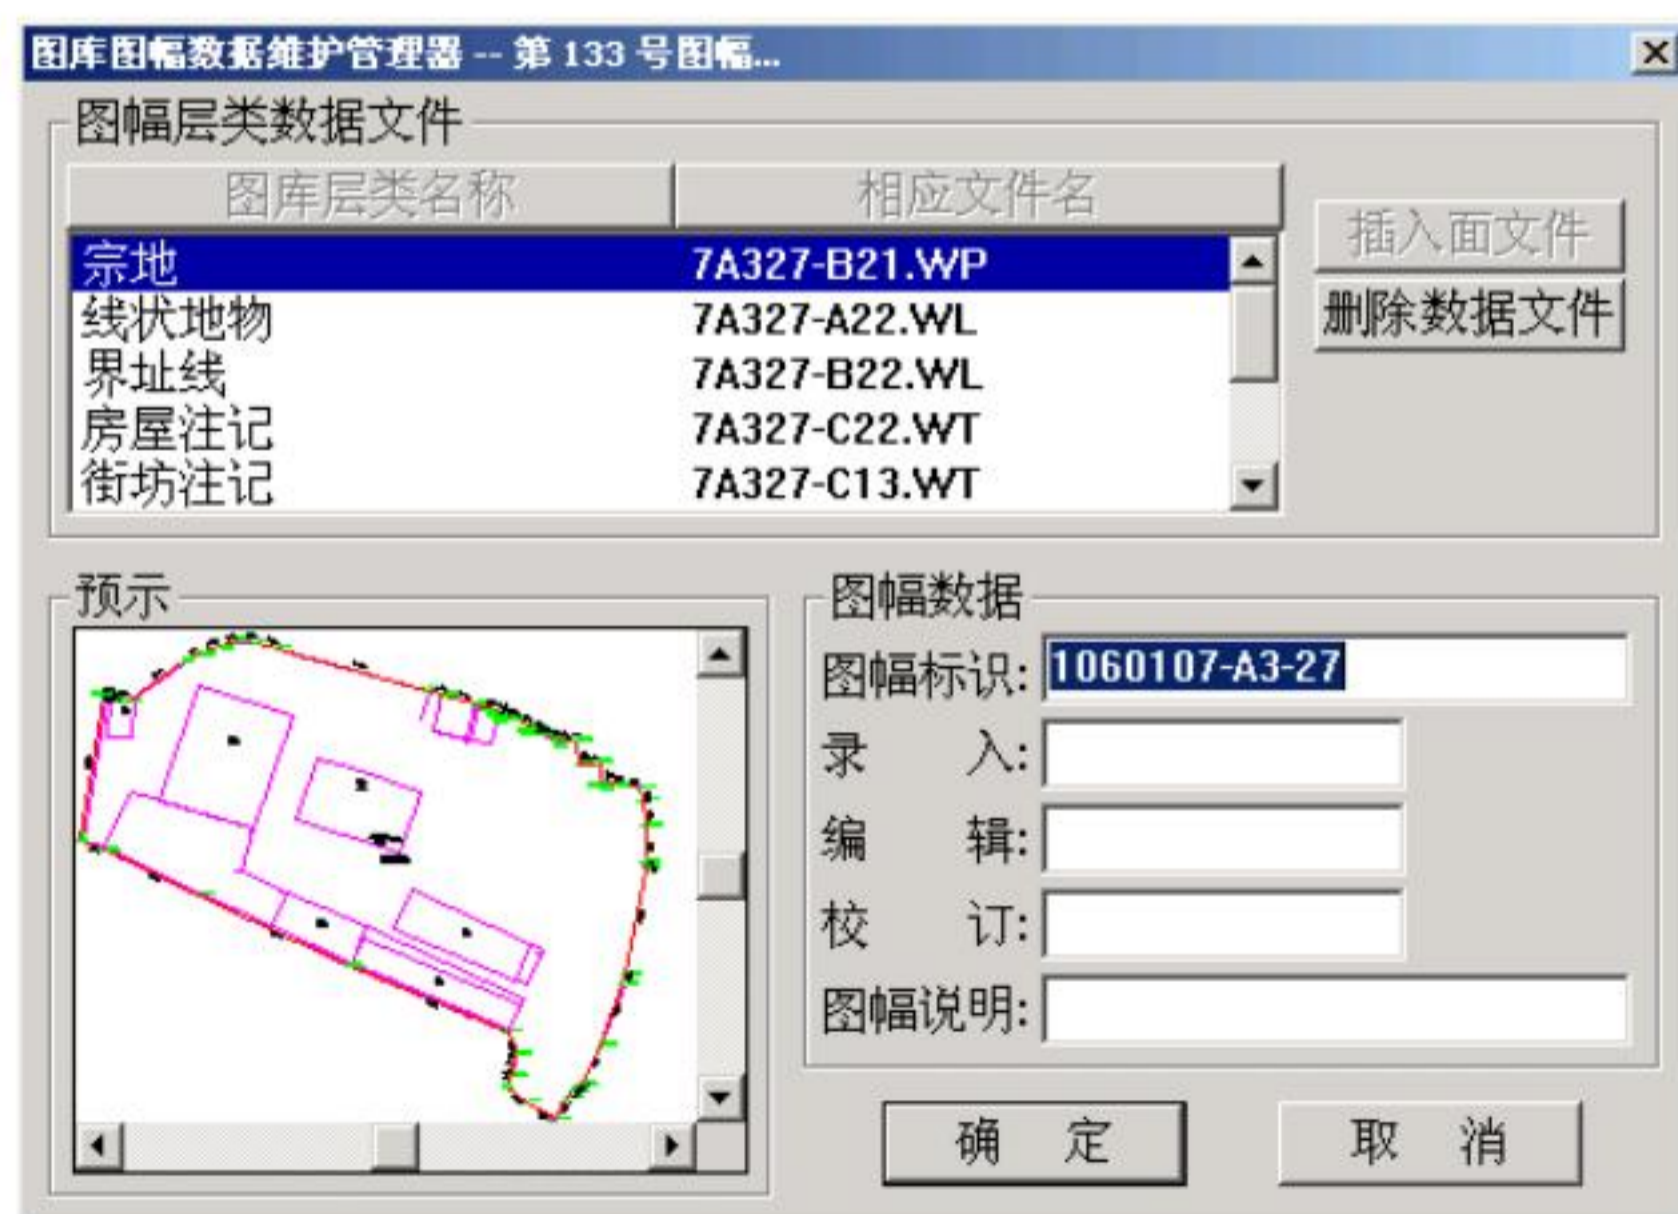 图库图幅数据维护管理器 -- 第 133 号图幅...
图幅层类数据文件
图库层类名称 相应文件名
宗地 7A327-B21.WP
线状地物 7A327-A22.WL
界址线 7A327-B22.WL
房屋注记 7A327-C22.WT
街坊注记 7A327-C13.WT
插入面文件
删除数据文件
预示
图幅数据
图幅标识: 1060107-A3-27
录 入:
编 辑:
校 订:
图幅说明:
确 定 取 消